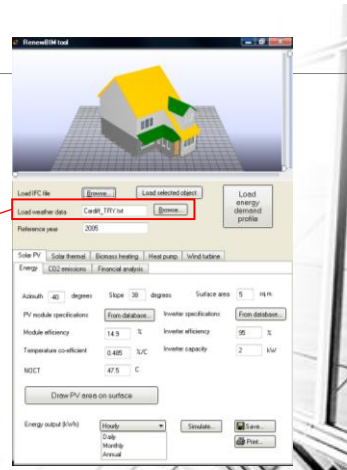 RenewBIM tool
Load IFC file Browse... Load selected object Load energy demand profile
Load weather data Cardiff_TRY.txt Browse...
Reference year 2005
Solar PV Solar thermal Biomass heating Heat pump Wind turbine
Energy CO2 emissions Financial analysis
Azimuth -40 degrees Slope 38 degrees Surface area 5 mj m
PV module specifications From database... Inverter specifications From database...
Module efficiency 14.9 % Inverter efficiency 95 %
Temperature co-efficient 0.485 %/C Inverter capacity 2 kW
NOCT 47.5 C
Draw PV area on surface
Energy output (kWh) Hourly Simulate... Save...
Daily
Monthly
Annual
Print...